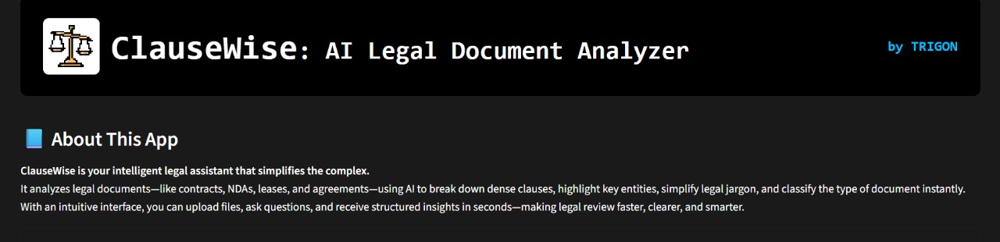 ClauseWise: AI Legal Document Analyzer
by TRIGON
About This App
ClauseWise is your intelligent legal assistant that simplifies the complex.
It analyzes legal documents—like contracts, NDAs, leases, and agreements—using AI to break down dense clauses, highlight key entities, simplify legal jargon, and classify the type of document instantly.
With an intuitive interface, you can upload files, ask questions, and receive structured insights in seconds—making legal review faster, clearer, and smarter.